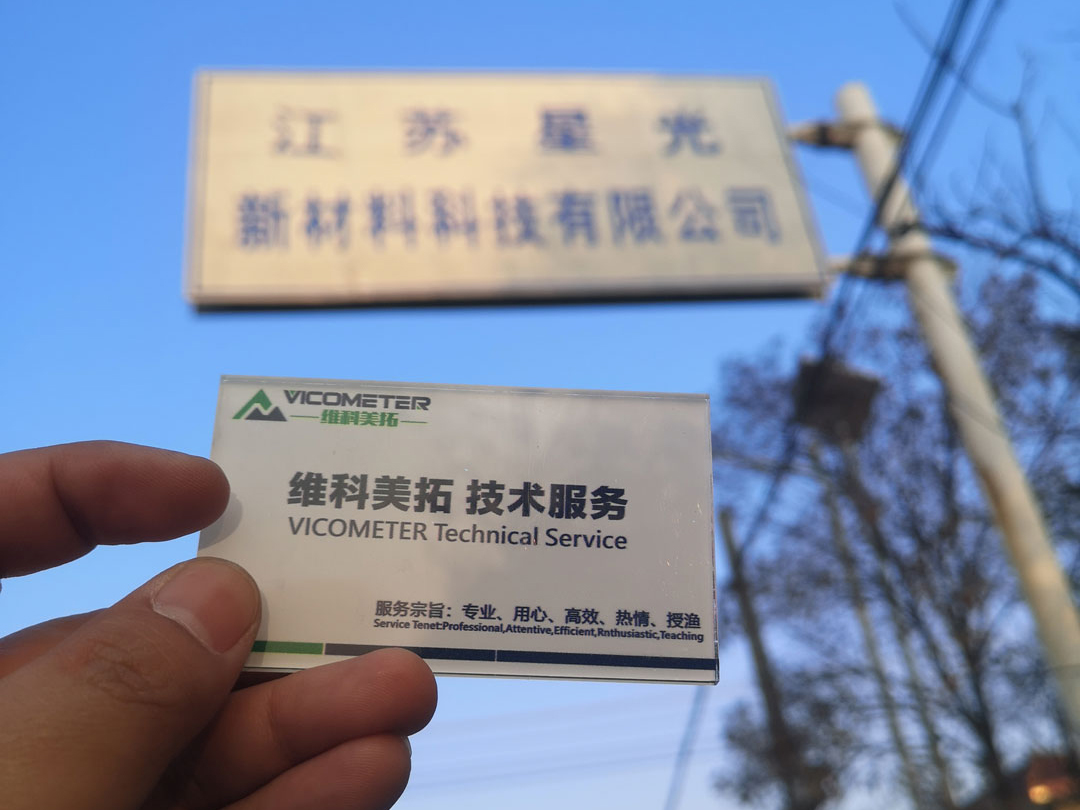 江苏星光
新材料科技有限公司
VICOMETER
维科美拓
维科美拓 技术服务
VICOMETER Technical Service
服务宗旨：专业、用心、高效、热情、授渔
Service Tenet:Professional,Attentive,Efficient,Rnthusiastic,Teaching